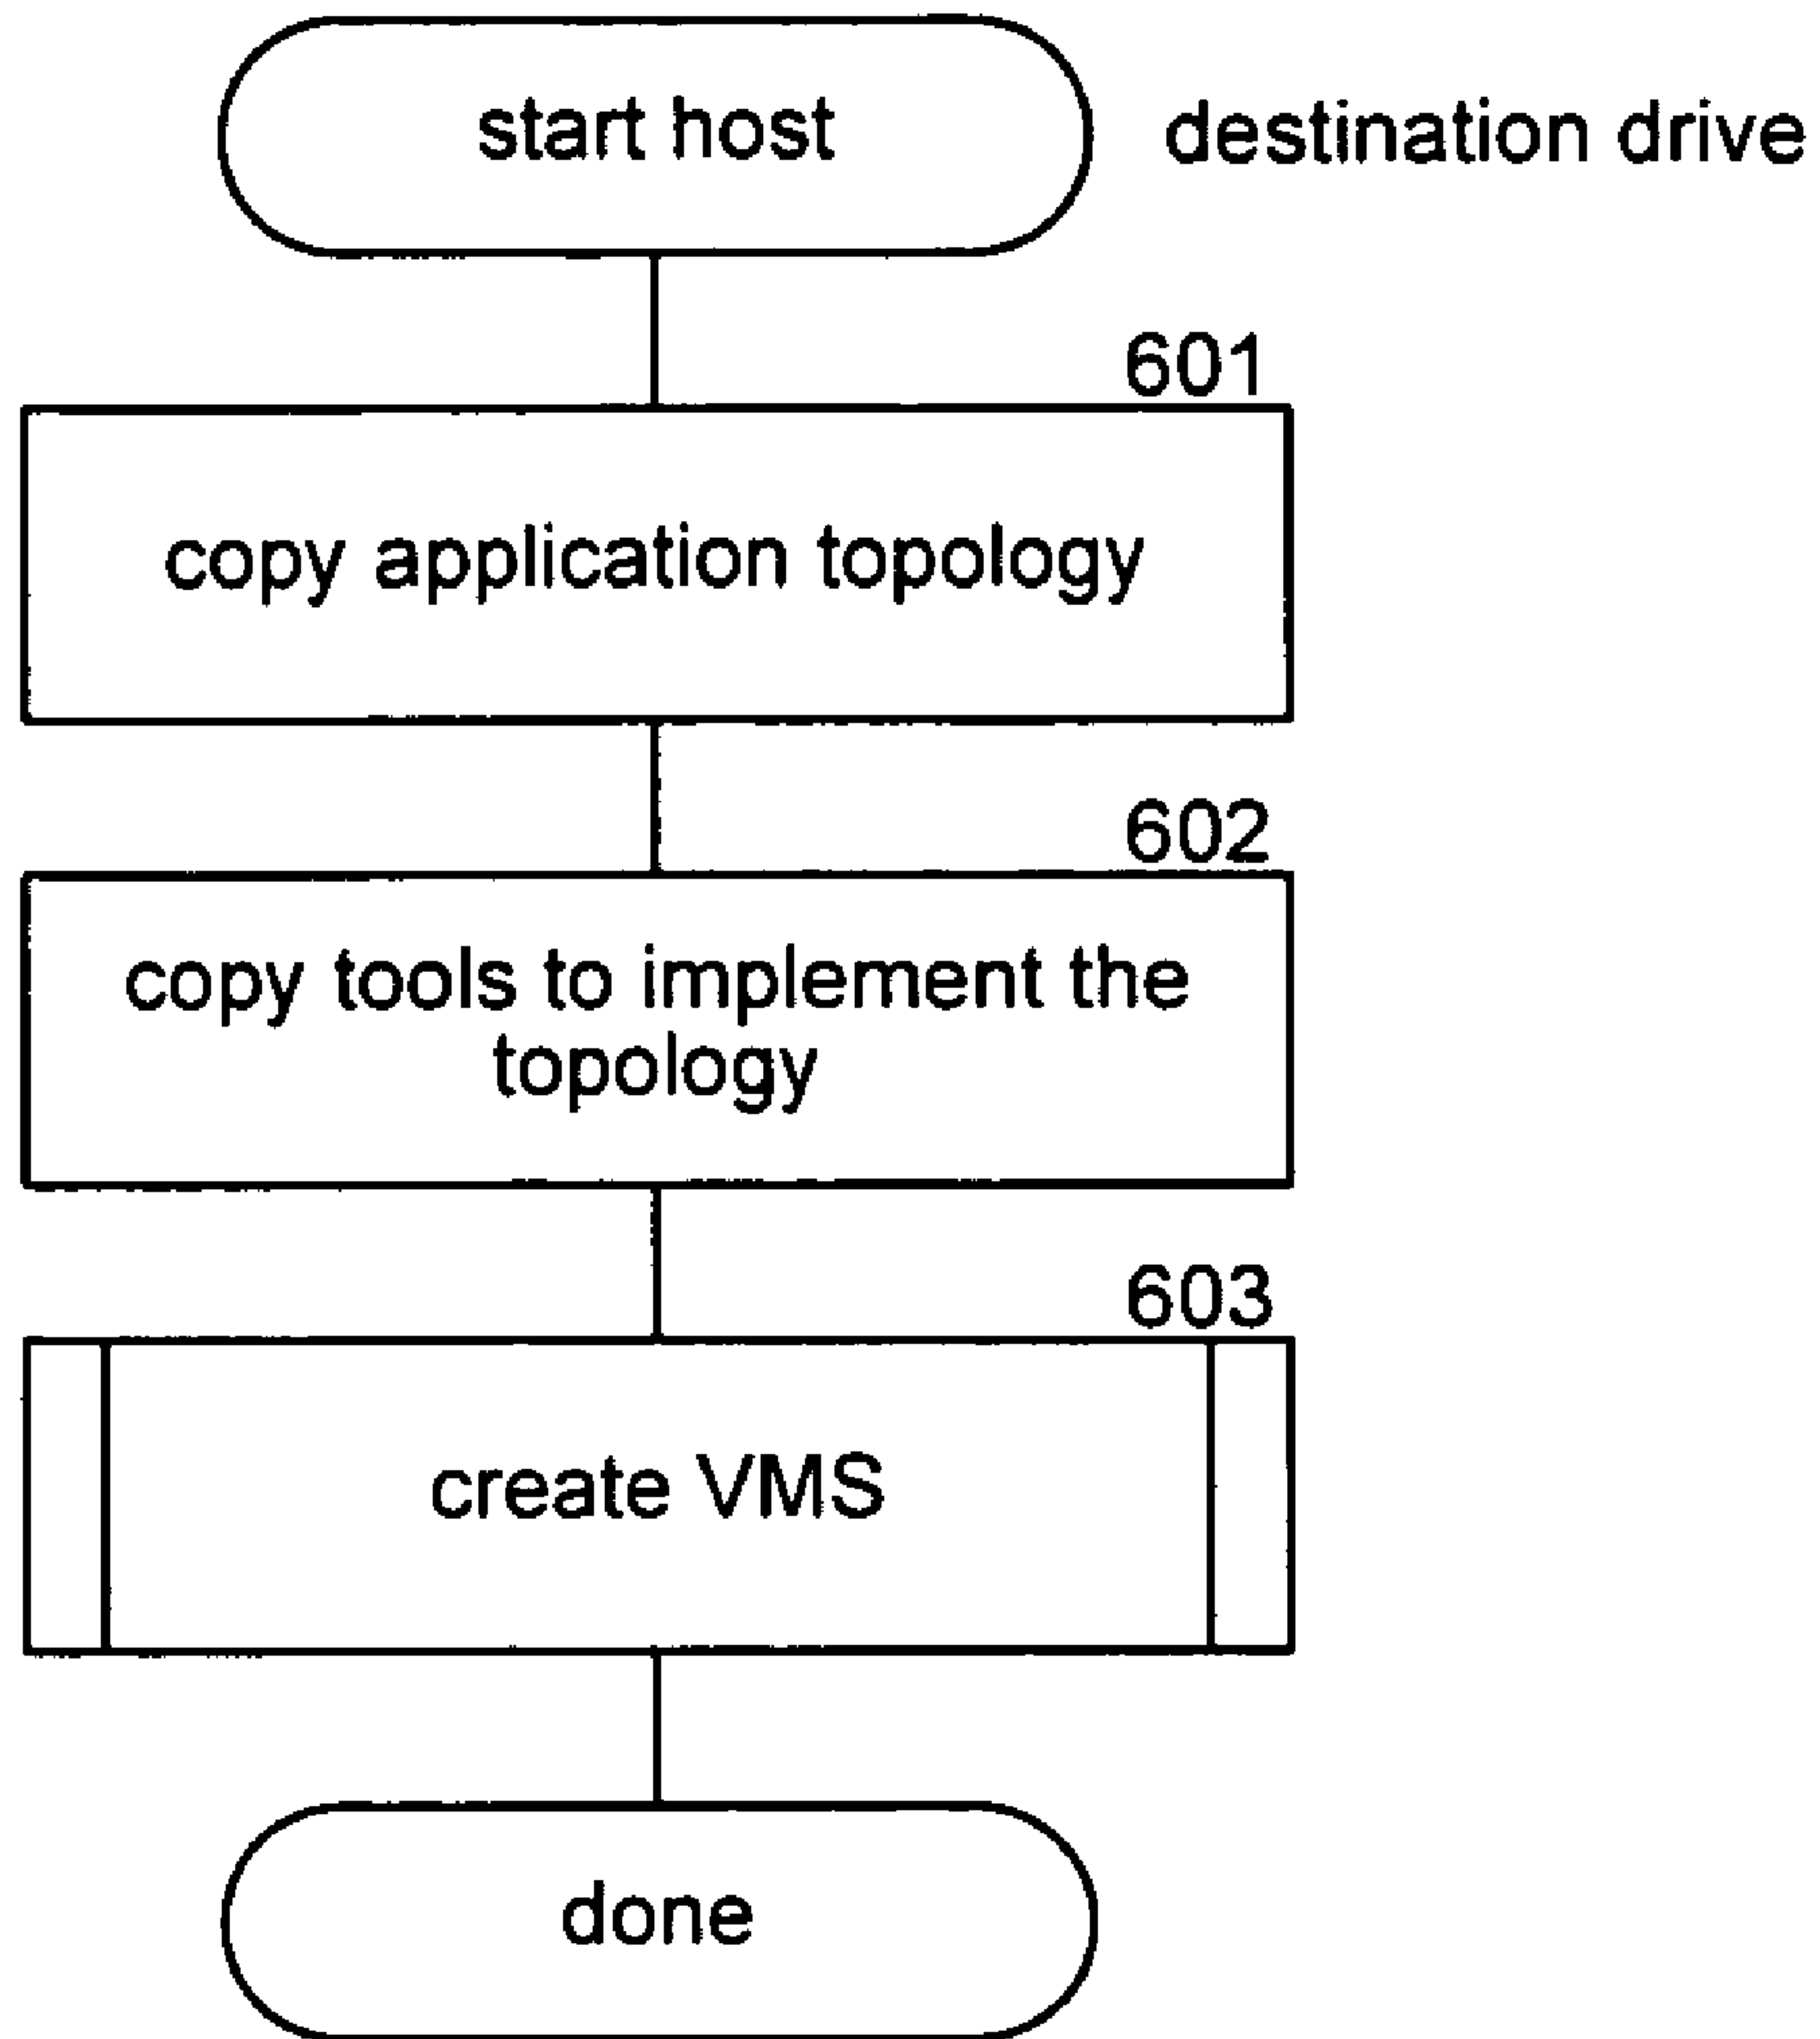 start host
destination drive
601
copy application topology
602
copy tools to implement the
topology
603
create VMS
done